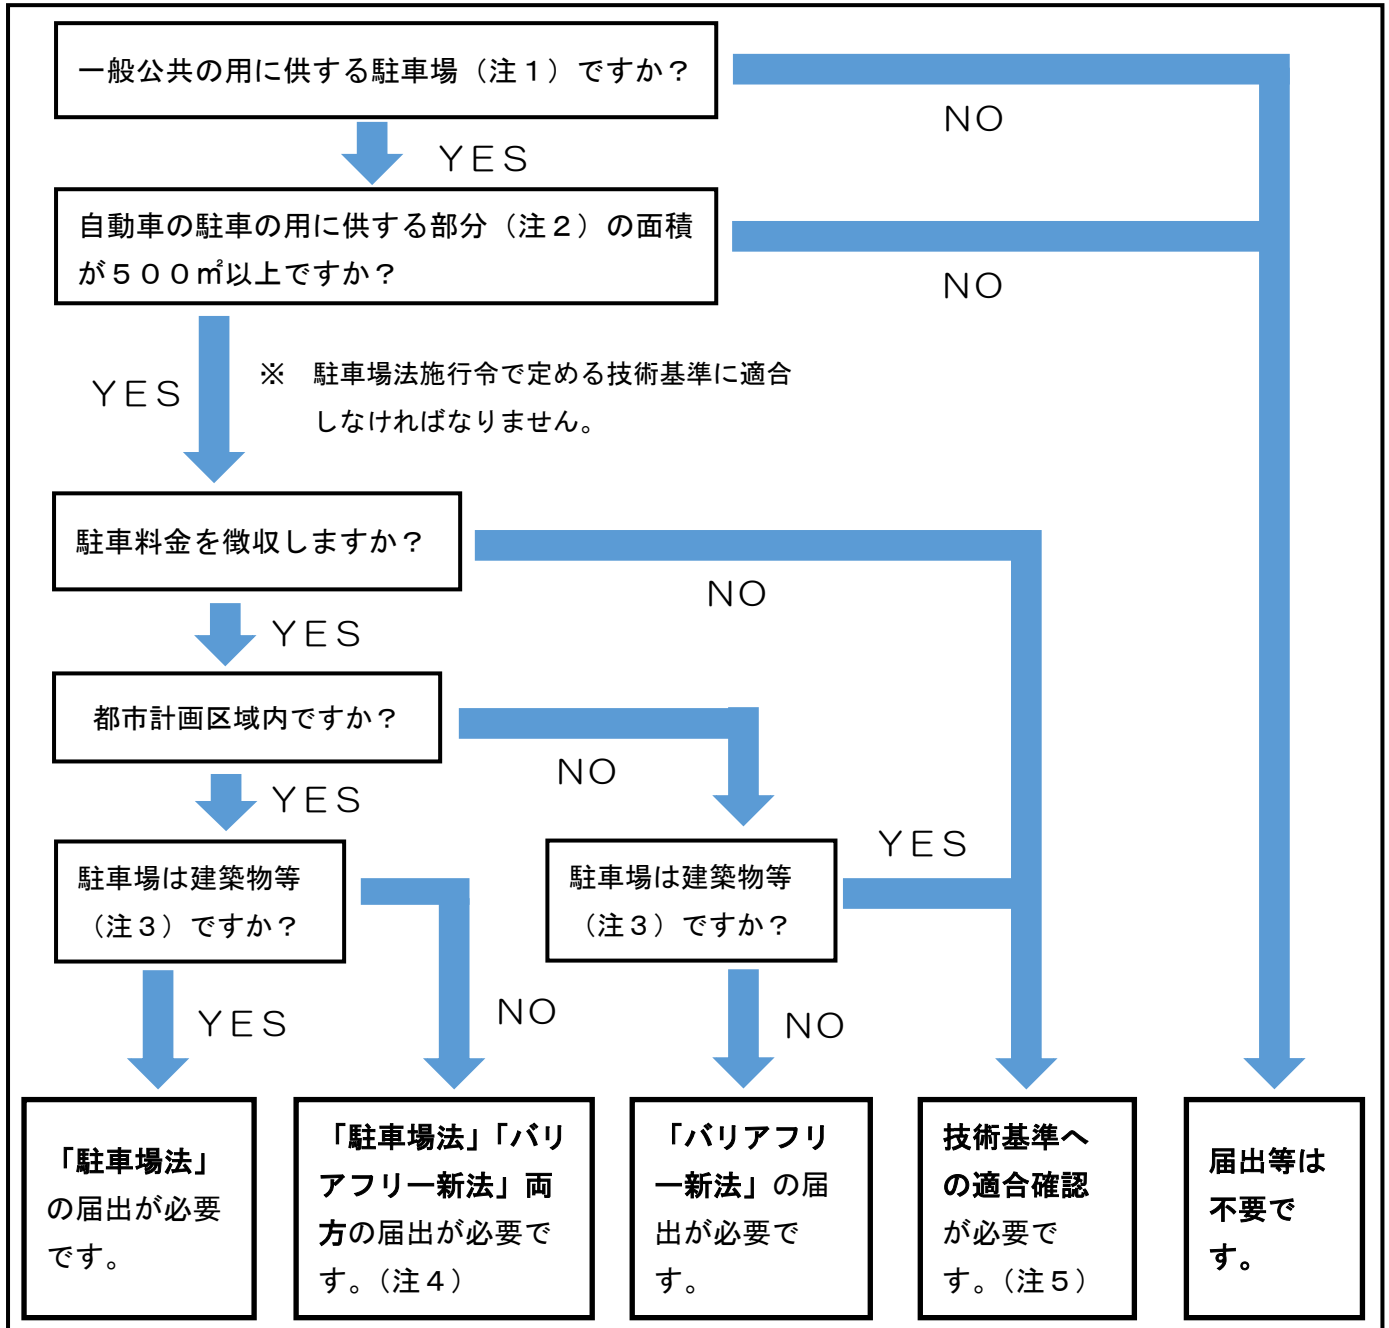 一般公共の用に供する駐車場（注１）ですか？
NO
YES
自動車の駐車の用に供する部分（注２）の面積
が５００㎡以上ですか？
NO
YES
※　駐車場法施行令で定める技術基準に適合
しなければなりません。
駐車料金を徴収しますか？
NO
YES
都市計画区域内ですか？
NO
YES
駐車場は建築物等
（注３）ですか？
駐車場は建築物等
（注３）ですか？
YES
YES
NO
NO
「駐車場法」
の届出が必要
です。
「駐車場法」「バリ
アフリー新法」両
方の届出が必要で
す。（注４）
「バリアフリ
ー新法」の届
出が必要で
す。
技術基準へ
の適合確認
が必要で
す。（注５）
届出等は
不要で
す。